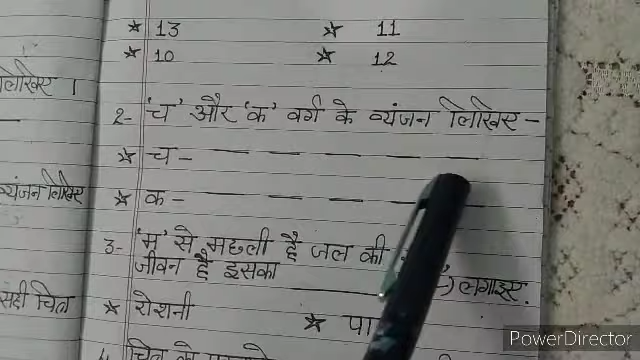 ★ 13 ★ 11
★ 10 ★ 12
लिखिए ।
2- 'च' और 'क' वर्ग के व्यंजन लिखिए -
★ च -
व्यंजन लिखिए
★ क -
3- 'म' से मछली है जल की
जीवन है इसका लगाइए.
सही चित्र
★ रोशनी ★ पा
PowerDirector